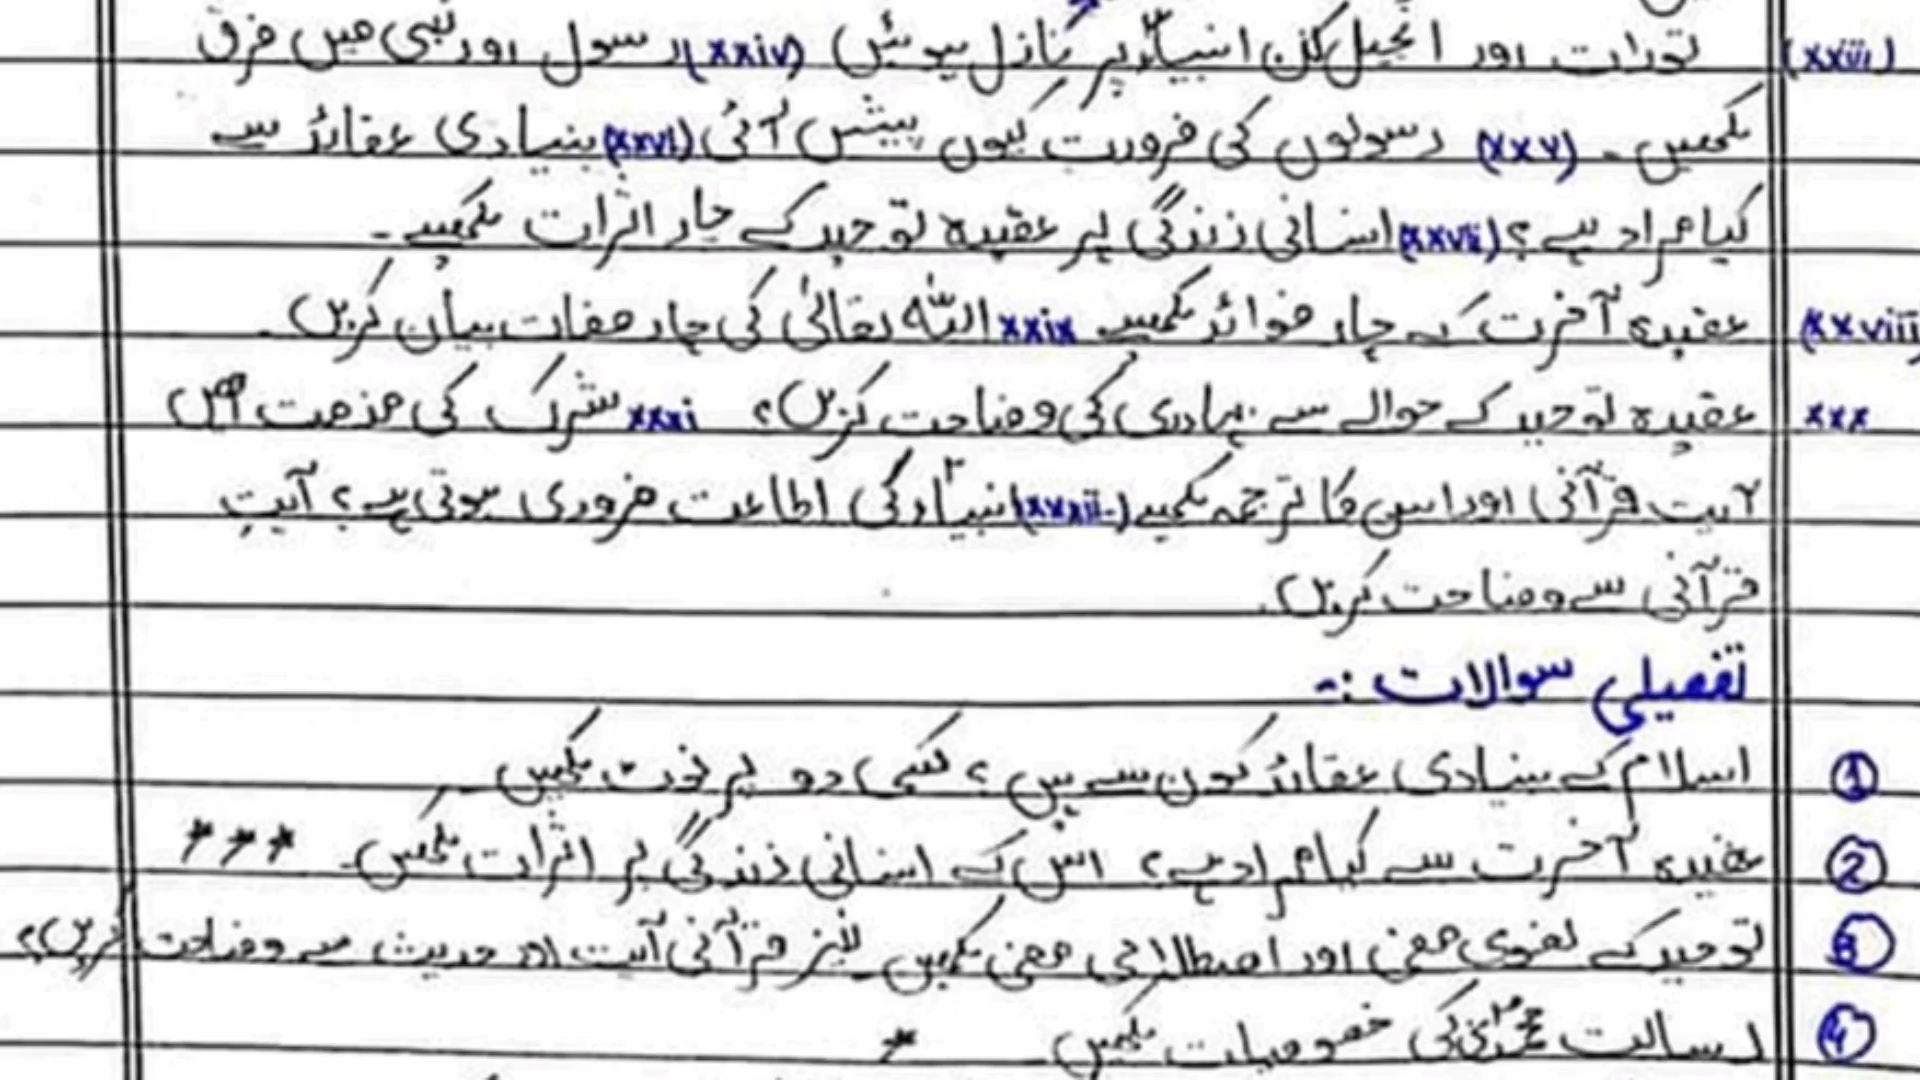 (xxiii) تورات اور انجیل کن انبیاءؑ پر نازل ہوئیں (xxiv) رسول اور نبی میں فرق
لکھیں۔ (xxv) رسولوں کی ضرورت کیوں پیش آئی (xxvi) بنیادی عقائد سے
کیا مراد ہے؟ (xxvii) انسانی زندگی پر عقیدہ توحید کے چار اثرات لکھیے۔
(xxviii) عقیدہ آخرت کے چار فوائد لکھیے xxix اللہ تعالیٰ کی چار صفات بیان کریں۔
xxx عقیدہ توحید کے حوالے سے بہادری کی وضاحت کریں؟ xxxi شرک کی مذمت میں
آیت قرآنی اور اس کا ترجمہ لکھیے (xxxii-) انبیاءؑ کی اطاعت ضروری ہوتی ہے؟ آیتِ
قرآنی سے وضاحت کریں۔
تفصیلی سوالات :-
① اسلام کے بنیادی عقائد کون سے ہیں؟ کسی دو پر نوٹ لکھیں۔
② عقیدہ آخرت سے کیا مراد ہے؟ اس کے انسانی زندگی پر اثرات لکھیں۔ ***
③ توحید کے لغوی معنی اور اصطلاحی معنی لکھیں نیز قرآنی آیت اور حدیث سے وضاحت کریں؟
④ رسالت محمدیؐ کی خصوصیات لکھیں *